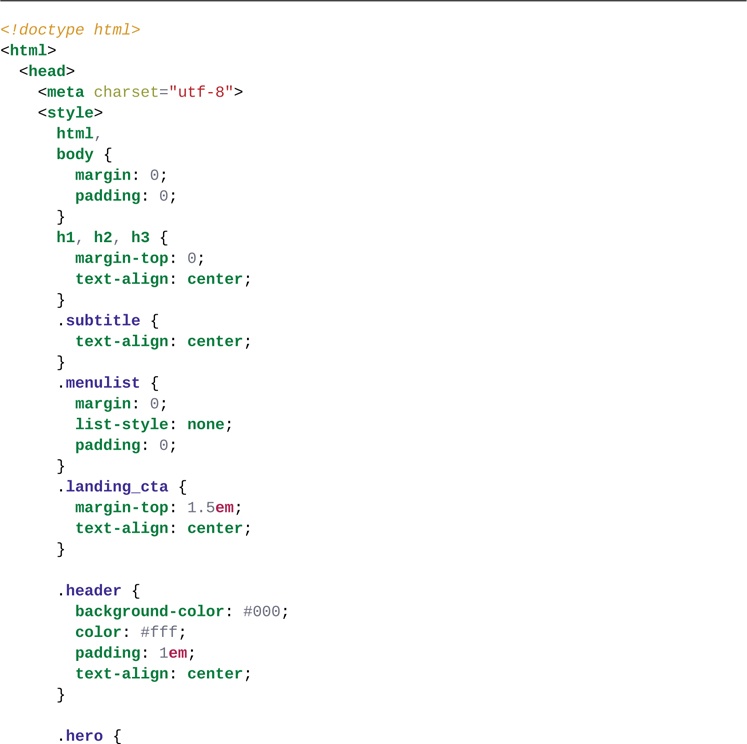 <!doctype html>
<html>
  <head>
    <meta charset="utf-8">
    <style>
      html,
      body {
        margin: 0;
        padding: 0;
      }
      h1, h2, h3 {
        margin-top: 0;
        text-align: center;
      }
      .subtitle {
        text-align: center;
      }
      .menulist {
        margin: 0;
        list-style: none;
        padding: 0;
      }
      .landing_cta {
        margin-top: 1.5em;
        text-align: center;
      }

      .header {
        background-color: #000;
        color: #fff;
        padding: 1em;
        text-align: center;
      }

      .hero {